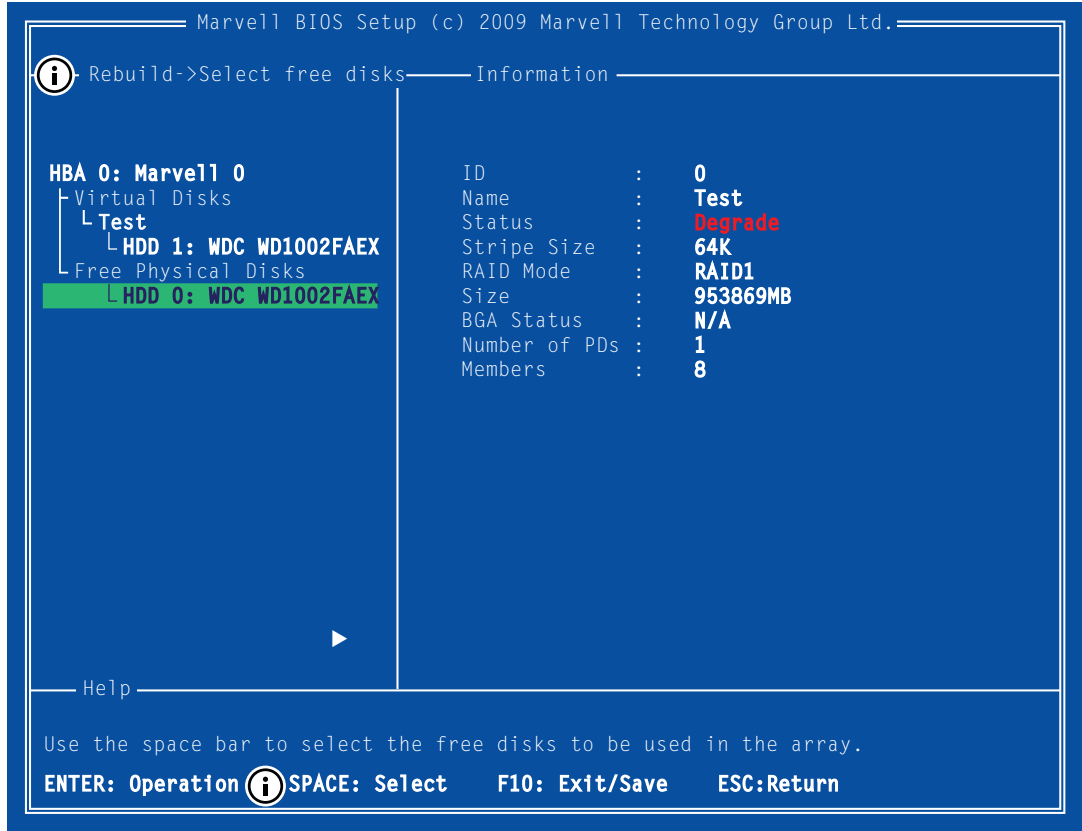 Marvell BIOS Setup (c) 2009 Marvell Technology Group Ltd.
i Rebuild->Select free disks
Information
HBA 0: Marvell 0
Virtual Disks
Test
HDD 1: WDC WD1002FAEX
Free Physical Disks
HDD 0: WDC WD1002FAEX
ID : 0
Name : Test
Status : Degrade
Stripe Size : 64K
RAID Mode : RAID1
Size : 953869MB
BGA Status : N/A
Number of PDs : 1
Members : 8
Help
Use the space bar to select the free disks to be used in the array.
ENTER: Operation i SPACE: Select F10: Exit/Save ESC:Return